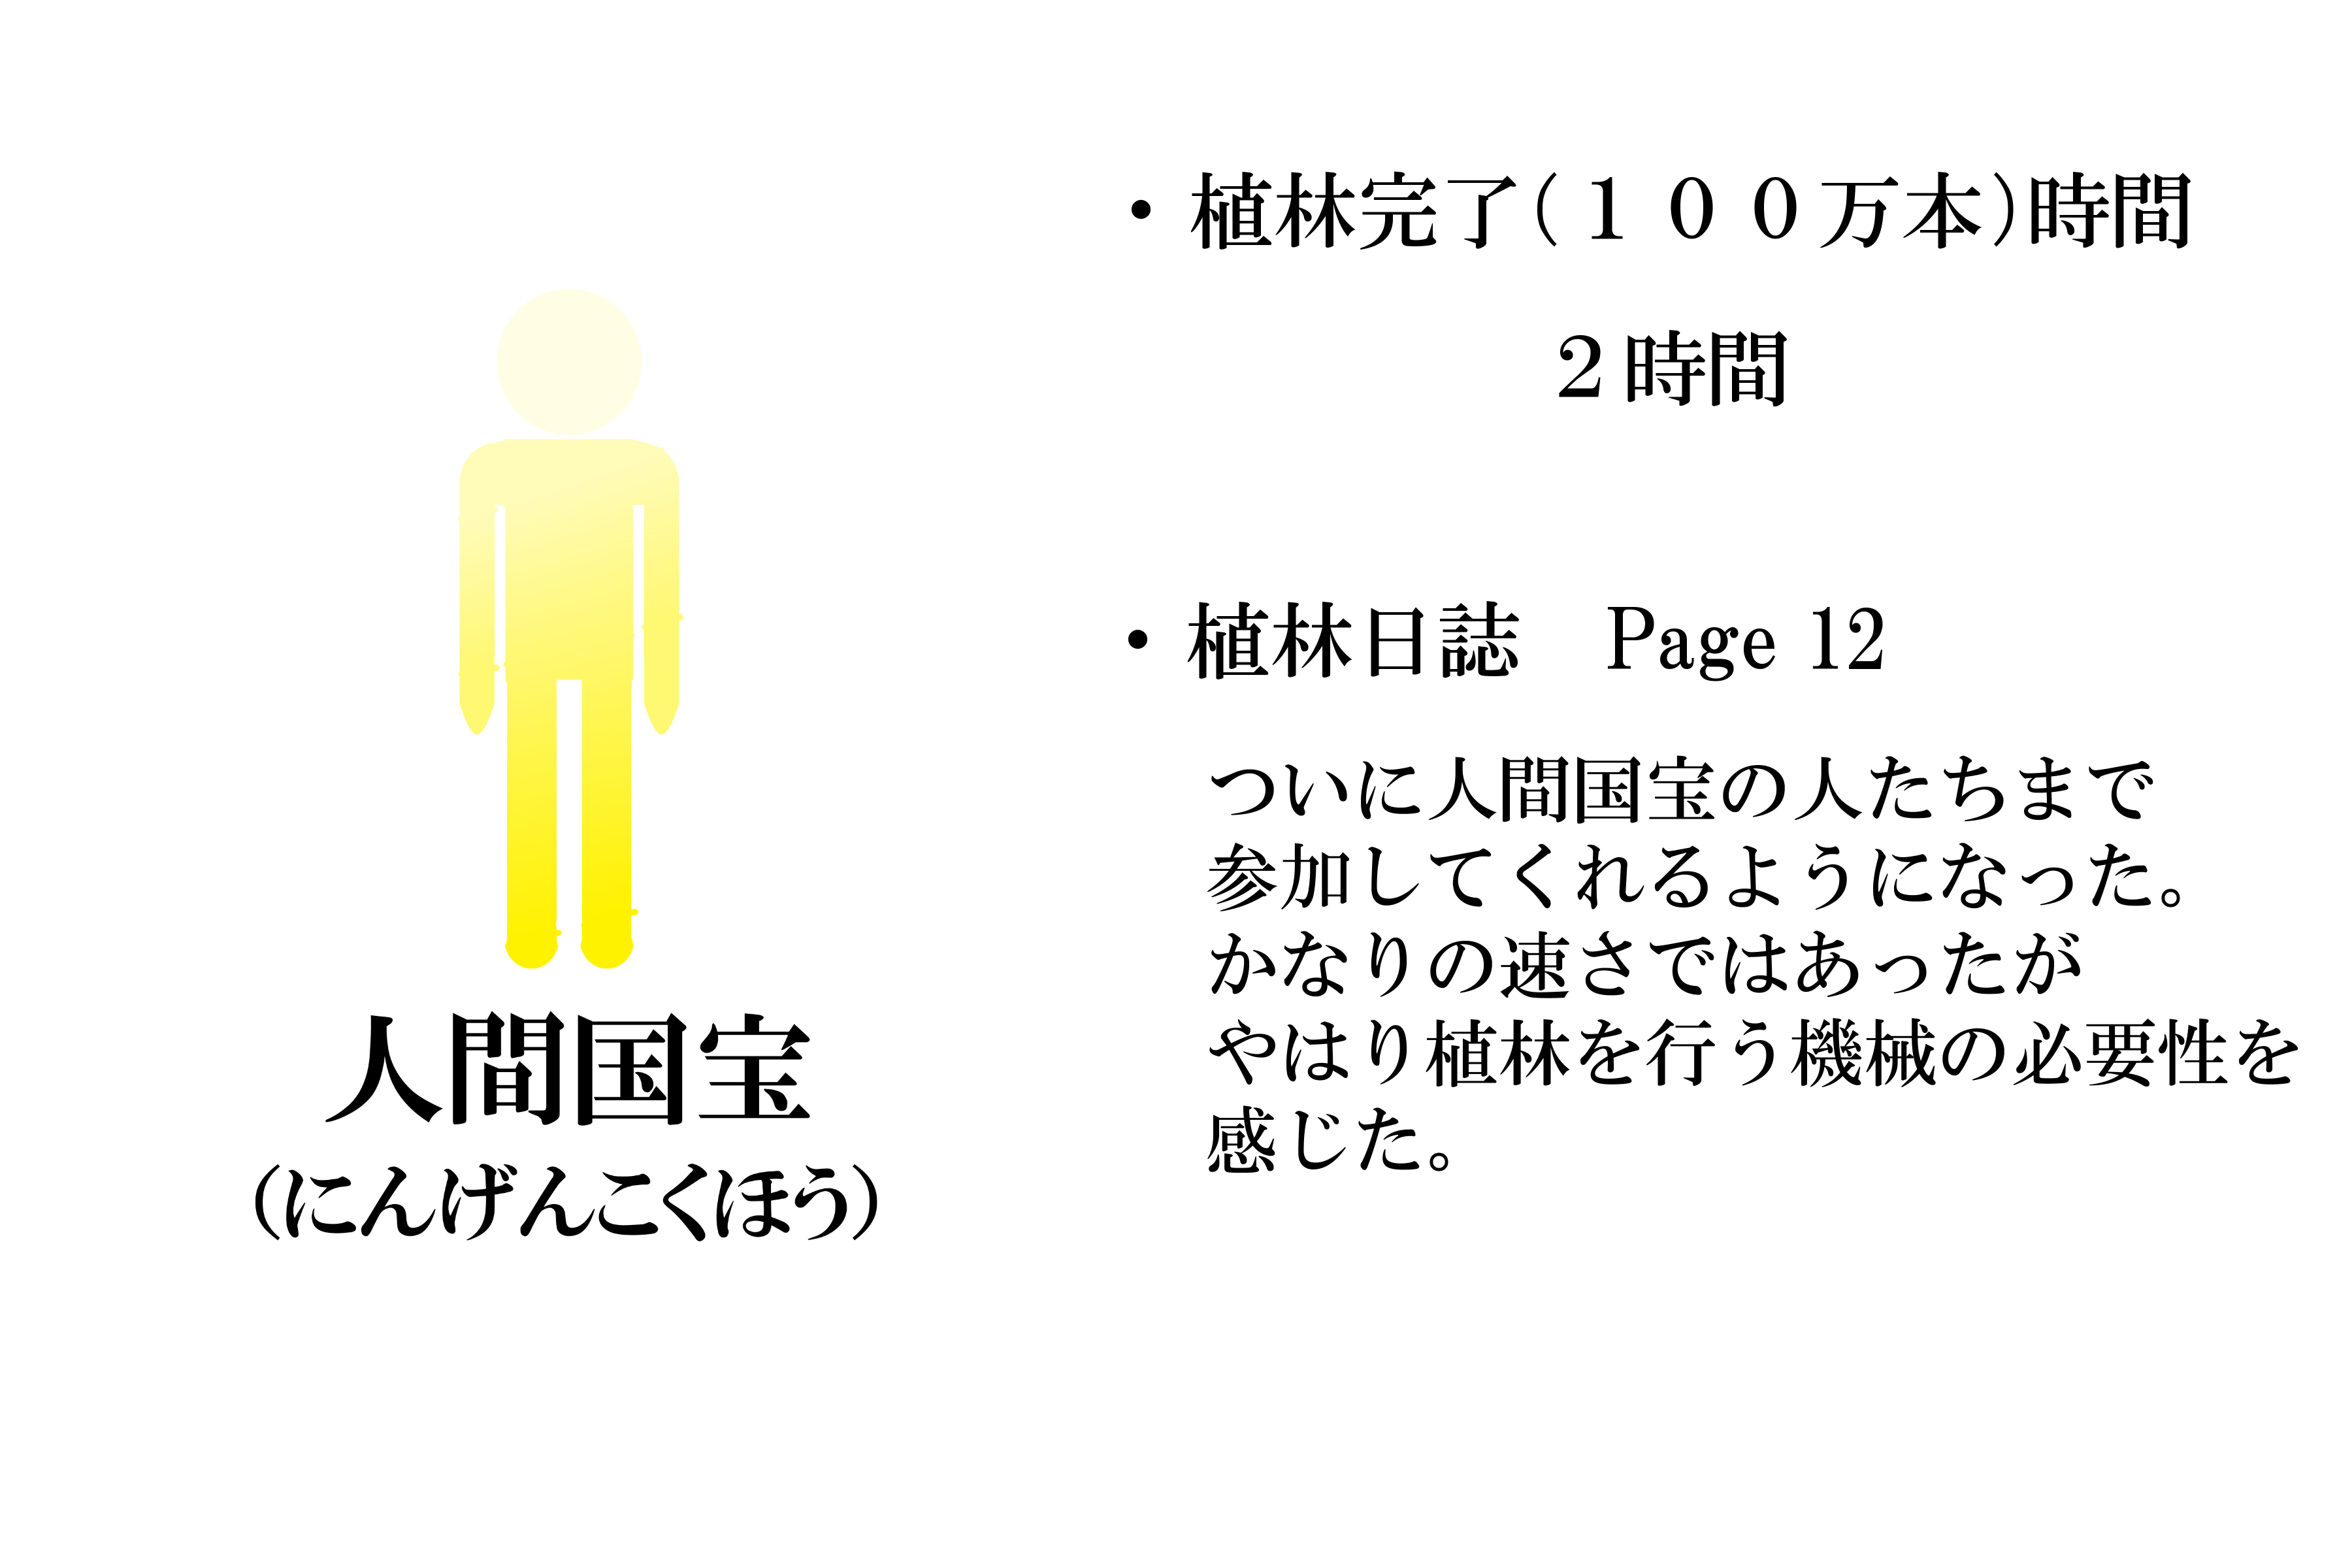 人間国宝
(にんげんこくほう)
・植林完了(１００万本)時間
２時間
・植林日誌　Page 12
ついに人間国宝の人たちまで
参加してくれるようになった。
かなりの速さではあったが
やはり植林を行う機械の必要性を
感じた。